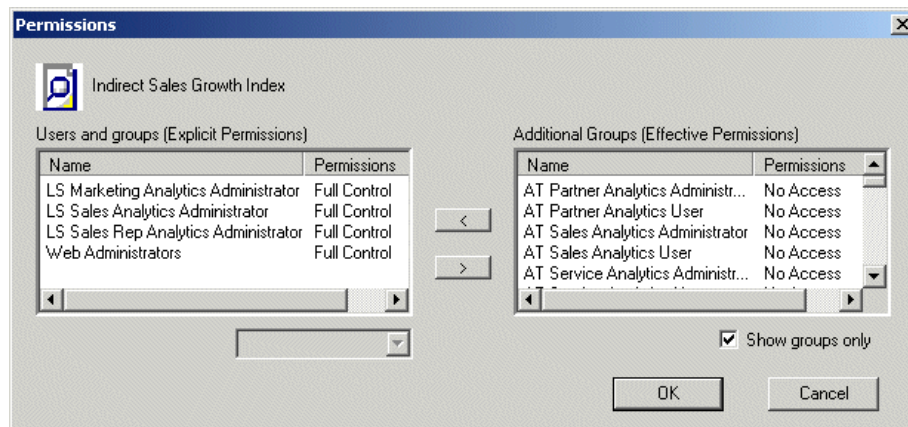 Permissions
Indirect Sales Growth Index
Users and groups (Explicit Permissions)
Name Permissions
LS Marketing Analytics Administrator Full Control
LS Sales Analytics Administrator Full Control
LS Sales Rep Analytics Administrator Full Control
Web Administrators Full Control
<
>
Additional Groups (Effective Permissions)
Name Permissions
AT Partner Analytics Administr... No Access
AT Partner Analytics User No Access
AT Sales Analytics Administrator No Access
AT Sales Analytics User No Access
AT Service Analytics Administr... No Access
Show groups only
OK Cancel